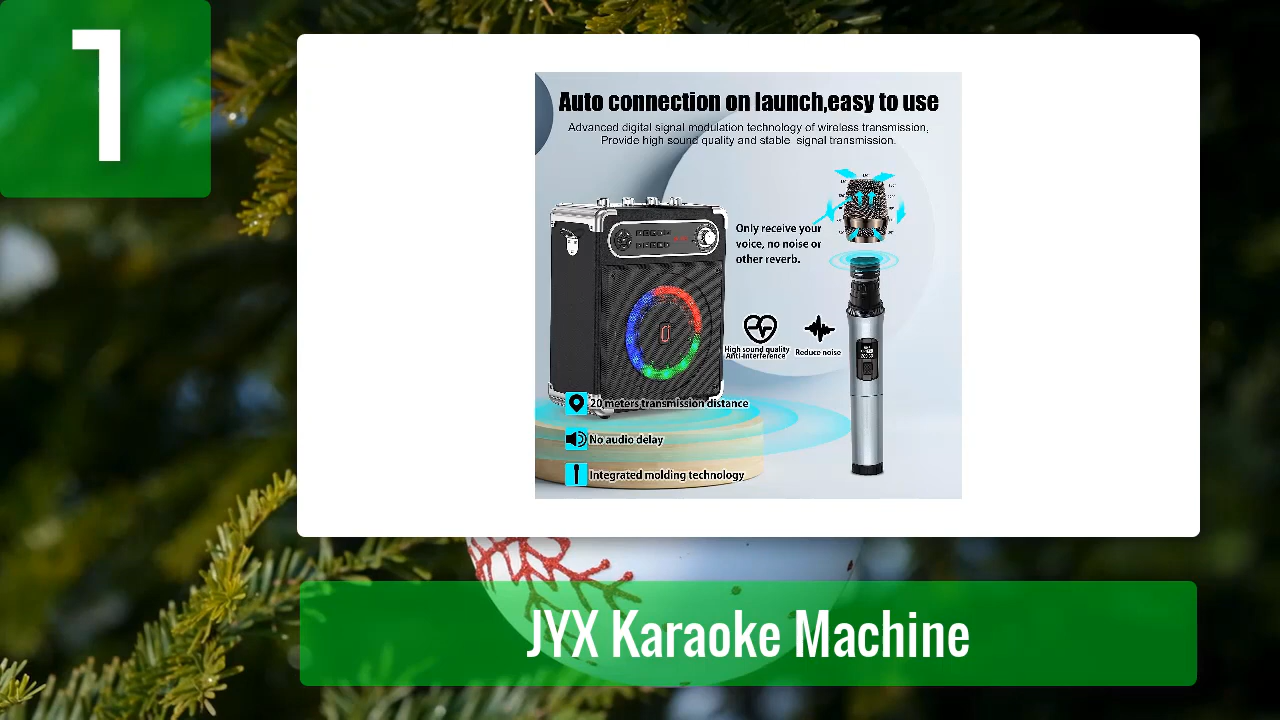 1
Auto connection on launch,easy to use
Advanced digital signal modulation technology of wireless transmission,
Provide high sound quality and stable signal transmission.
Only receive your
voice, no noise or
other reverb.
High sound quality
Anti-interference
Reduce noise
20 meters transmission distance
No audio delay
Integrated molding technology
JYX Karaoke Machine